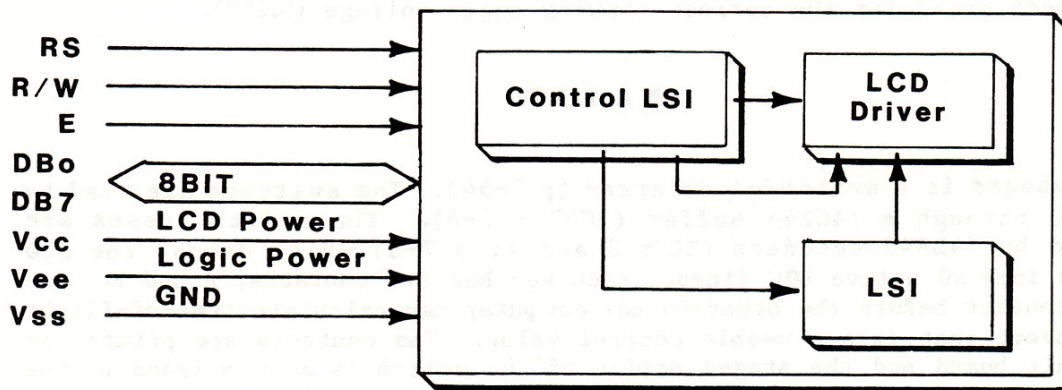 RS
R/W
E
DBo
8BIT
DB7
LCD Power
Vcc
Logic Power
Vee
GND
Vss
Control LSI
LCD
Driver
LSI